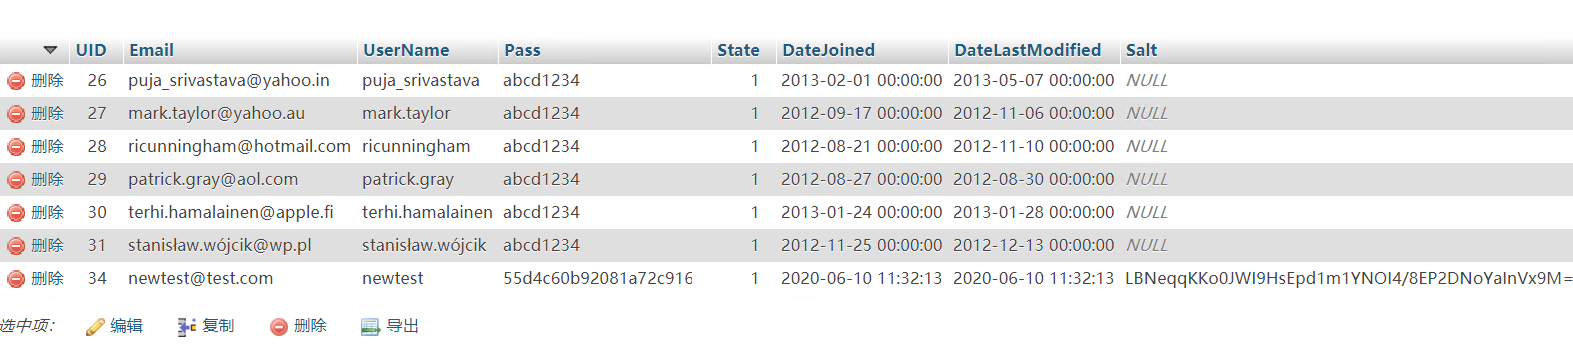 UID Email UserName Pass State DateJoined DateLastModified Salt
删除 26 puja_srivastava@yahoo.in puja_srivastava abcd1234 1 2013-02-01 00:00:00 2013-05-07 00:00:00 NULL
删除 27 mark.taylor@yahoo.au mark.taylor abcd1234 1 2012-09-17 00:00:00 2012-11-06 00:00:00 NULL
删除 28 ricunningham@hotmail.com ricunningham abcd1234 1 2012-08-21 00:00:00 2012-11-10 00:00:00 NULL
删除 29 patrick.gray@aol.com patrick.gray abcd1234 1 2012-08-27 00:00:00 2012-08-30 00:00:00 NULL
删除 30 terhi.hamalainen@apple.fi terhi.hamalainen abcd1234 1 2013-01-24 00:00:00 2013-01-28 00:00:00 NULL
删除 31 stanisław.wójcik@wp.pl stanisław.wójcik abcd1234 1 2012-11-25 00:00:00 2012-12-13 00:00:00 NULL
删除 34 newtest@test.com newtest 55d4c60b92081a72c916 1 2020-06-10 11:32:13 2020-06-10 11:32:13 LBNeqqKKo0JWI9HsEpd1m1YNOI4/8EP2DNoYaInVx9M=
选中项： 编辑 复制 删除 导出